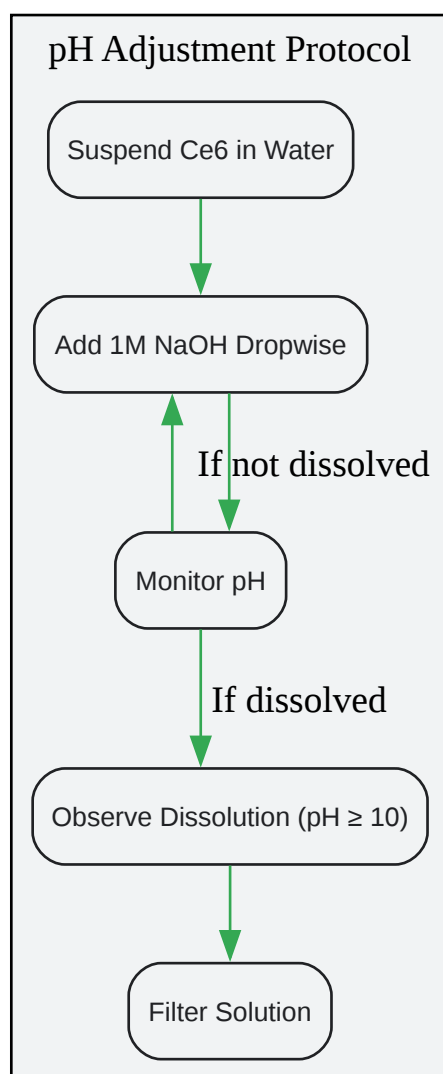 pH Adjustment Protocol
Suspend Ce6 in Water
Add 1M NaOH Dropwise
If not dissolved
Monitor pH
If dissolved
Observe Dissolution (pH ≥ 10)
Filter Solution